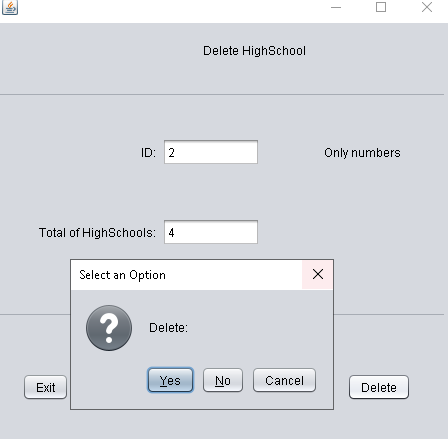 Delete HighSchool
ID: 2 Only numbers
Total of HighSchools: 4
Select an Option
?
Delete:
Yes No Cancel
Exit Delete